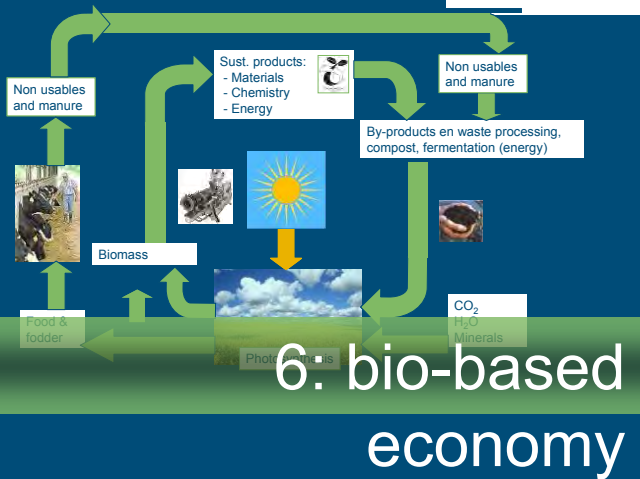 Sust. products:
- Materials
- Chemistry
- Energy
Non usables
and manure
Non usables
and manure
By-products en waste processing,
compost, fermentation (energy)
Biomass
CO2
H2O
Minerals
Food &
fodder
Photosynthesis
6: bio-based
economy